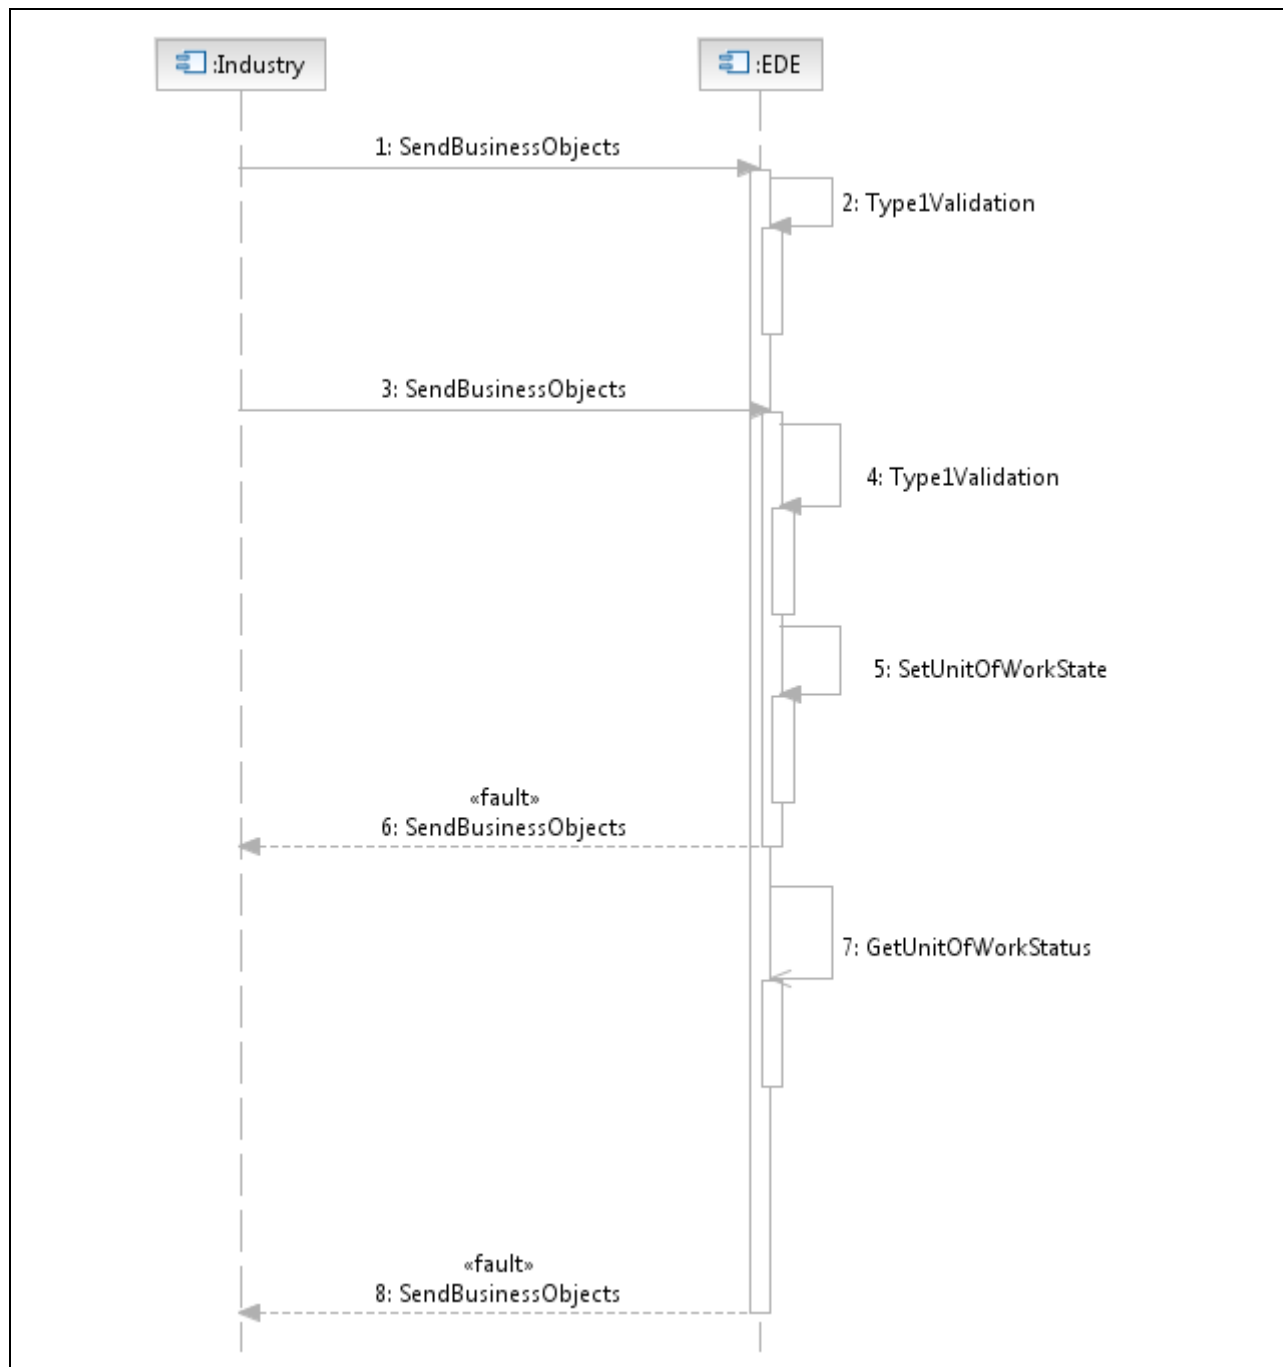 :Industry
:EDE
1: SendBusinessObjects
2: Type1Validation
3: SendBusinessObjects
4: Type1Validation
5: SetUnitOfWorkState
«fault»
6: SendBusinessObjects
7: GetUnitOfWorkStatus
«fault»
8: SendBusinessObjects